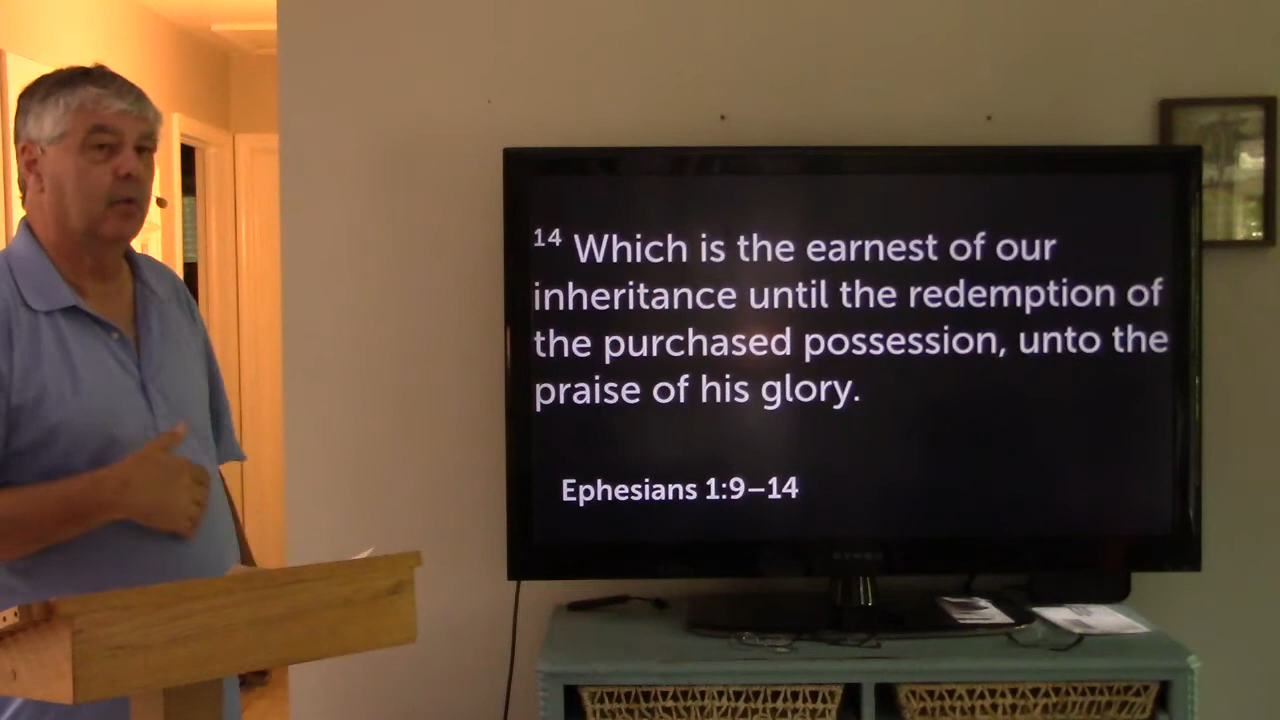 14 Which is the earnest of our
inheritance until the redemption of
the purchased possession, unto the
praise of his glory.
Ephesians 1:9–14